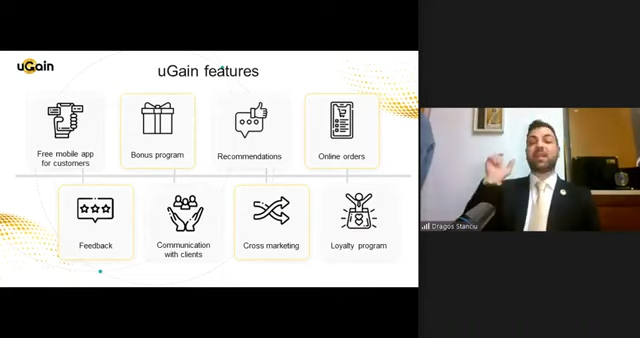 uGain
uGain features
Free mobile app
for customers
Bonus program
Recommendations
Online orders
Feedback
Communication
with clients
Cross marketing
Loyalty program
Dragos Stanciu